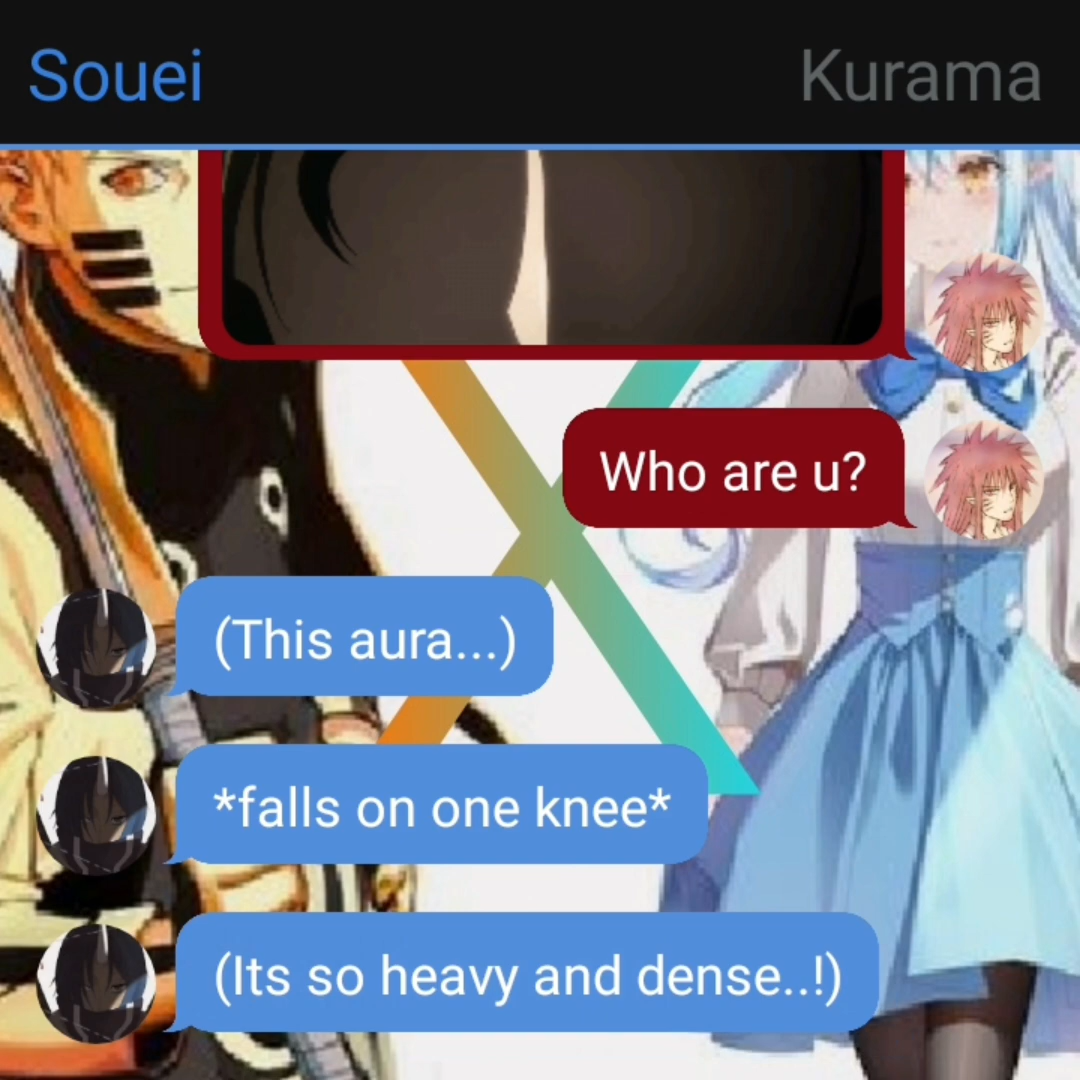 Souei
Kurama
Who are u?
(This aura...)
*falls on one knee*
(Its so heavy and dense..!)